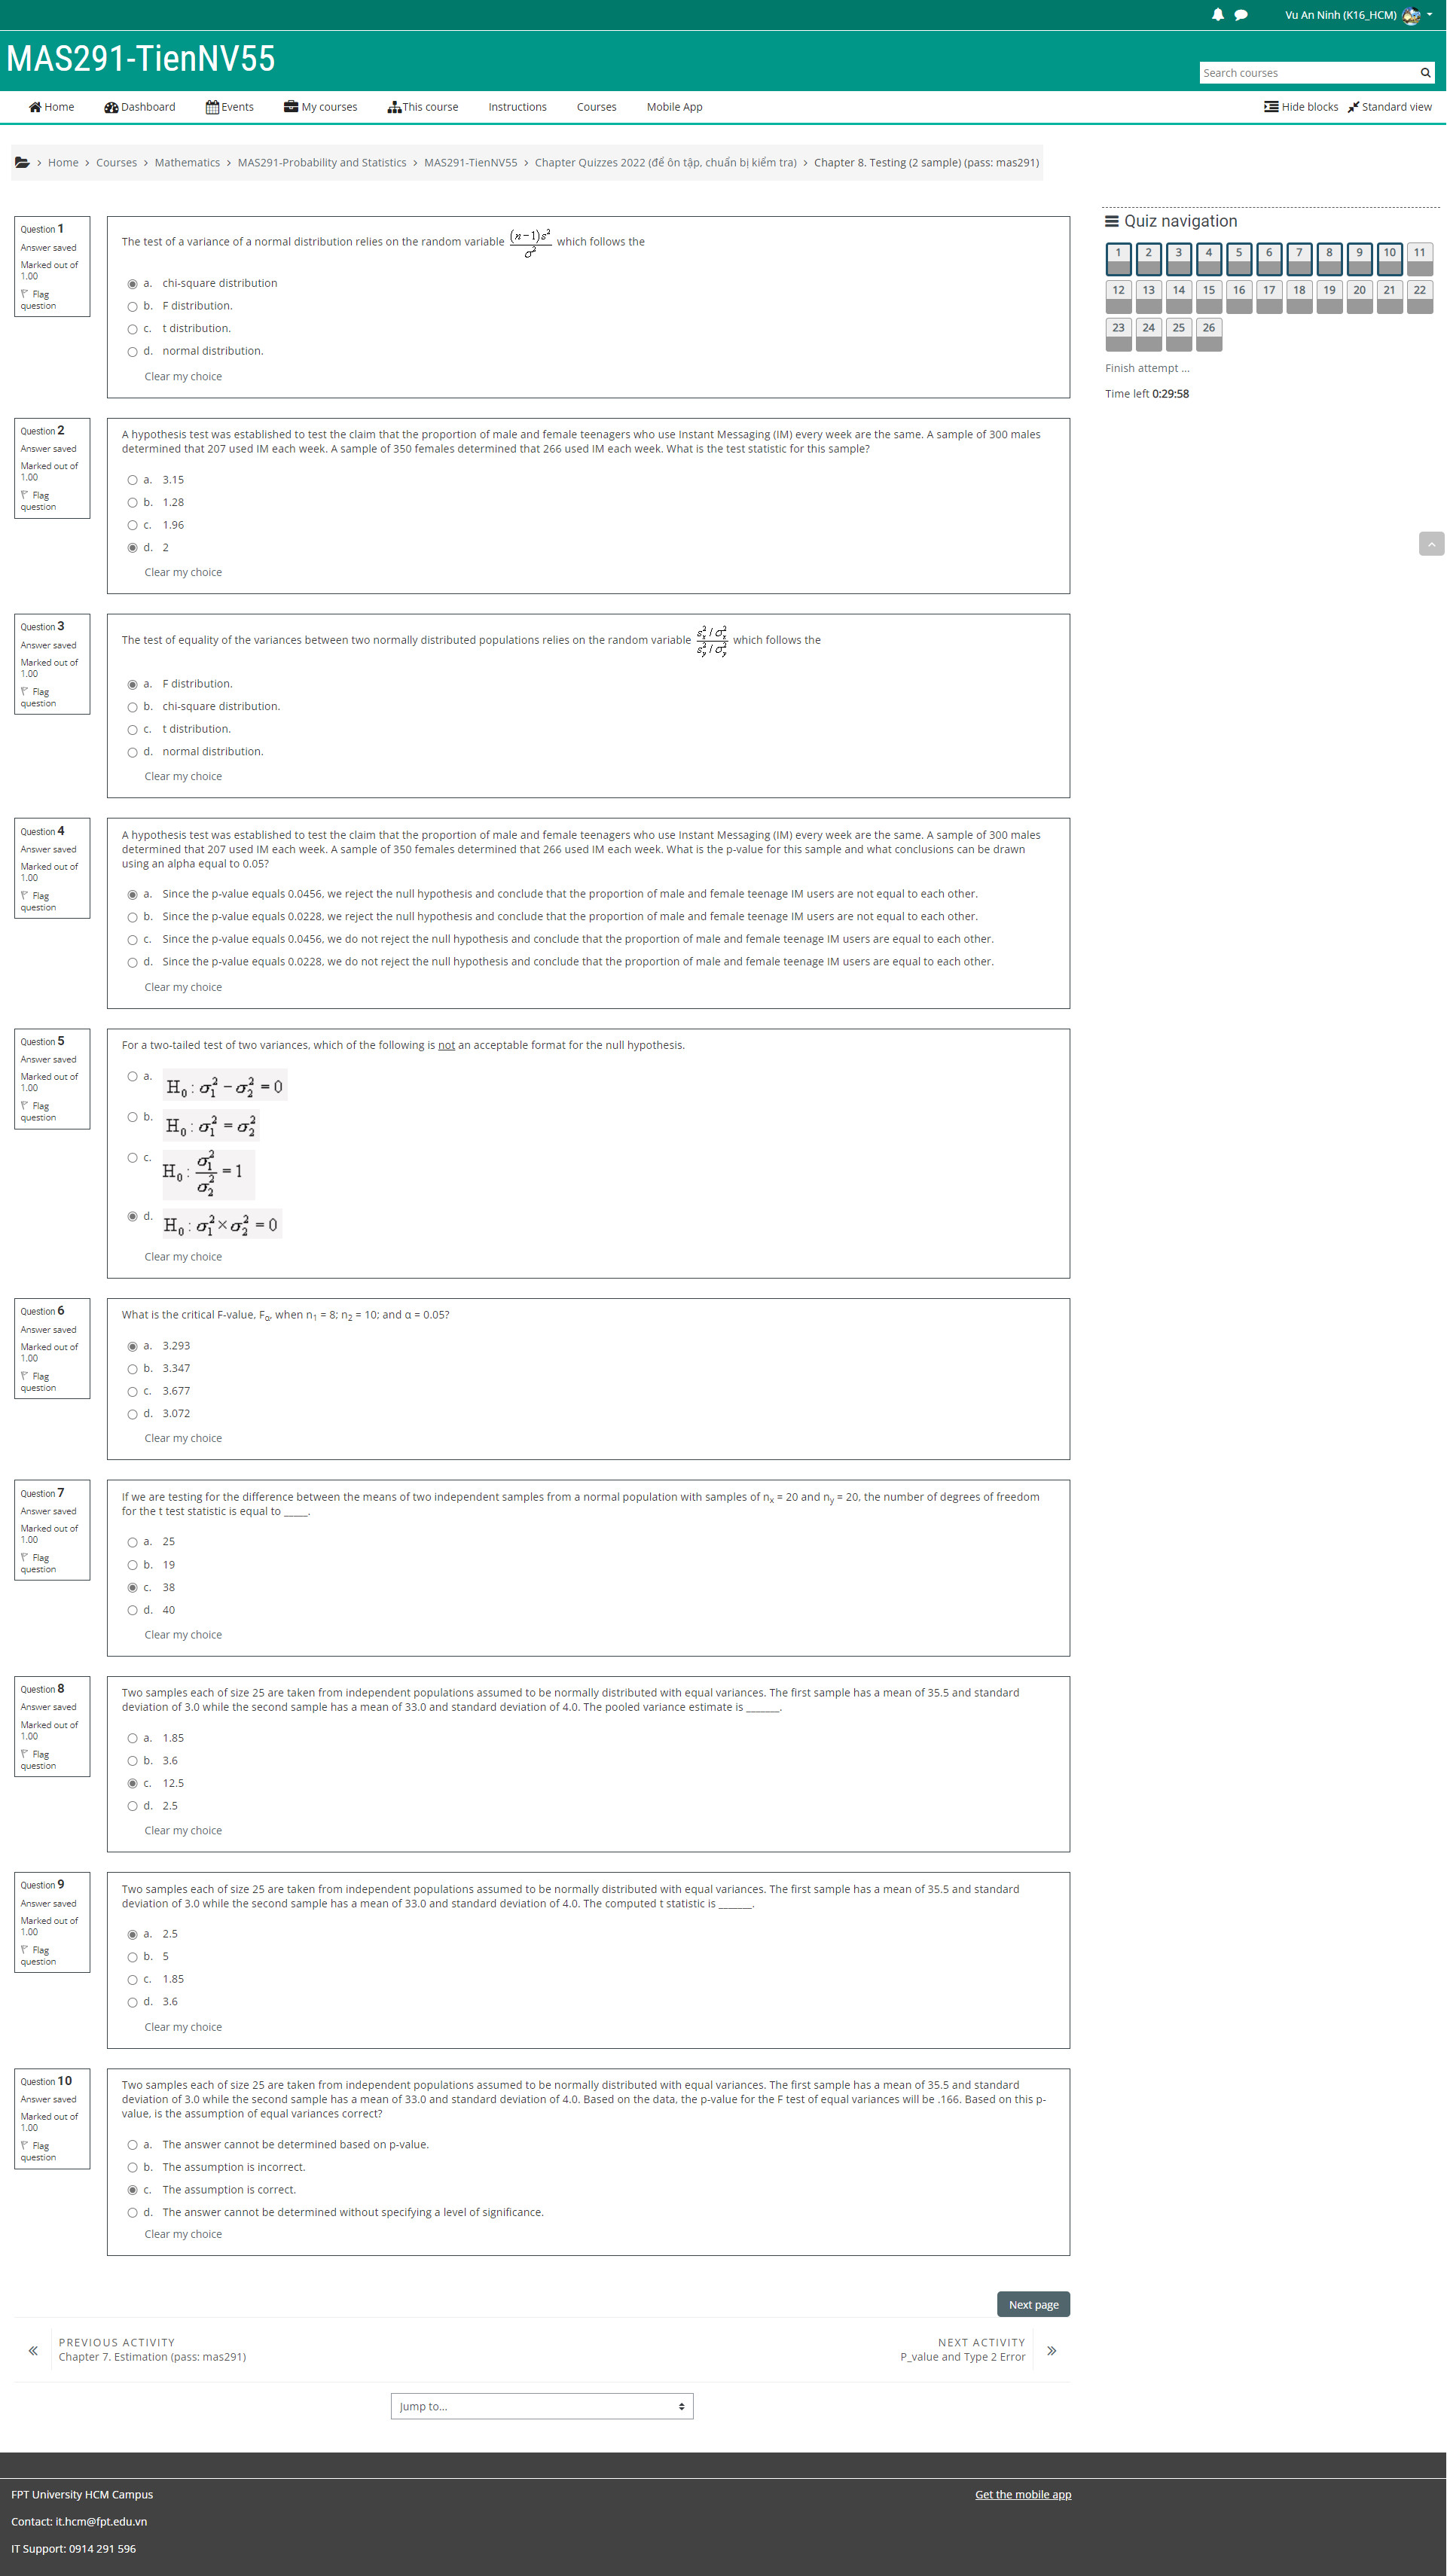 Vu An Ninh (K16_HCM)
MAS291-TienNV55
Search courses
Home Dashboard Events My courses This course Instructions Courses Mobile App Hide blocks Standard view
Home > Courses > Mathematics > MAS291-Probability and Statistics > MAS291-TienNV55 > Chapter Quizzes 2022 (để ôn tập, chuẩn bị kiểm tra) > Chapter 8. Testing (2 sample) (pass: mas291)
Quiz navigation
1 2 3 4 5 6 7 8 9 10 11
12 13 14 15 16 17 18 19 20 21 22
23 24 25 26
Finish attempt ...
Time left 0:29:58
Question 1
Answer saved
Marked out of
1.00
Flag
question
The test of a variance of a normal distribution relies on the random variable (n−1)s²/σ² which follows the
a. chi-square distribution
b. F distribution.
c. t distribution.
d. normal distribution.
Clear my choice
Question 2
Answer saved
Marked out of
1.00
Flag
question
A hypothesis test was established to test the claim that the proportion of male and female teenagers who use Instant Messaging (IM) every week are the same. A sample of 300 males
determined that 207 used IM each week. A sample of 350 females determined that 266 used IM each week. What is the test statistic for this sample?
a. 3.15
b. 1.28
c. 1.96
d. 2
Clear my choice
Question 3
Answer saved
Marked out of
1.00
Flag
question
The test of equality of the variances between two normally distributed populations relies on the random variable (s²ₓ/σ²ₓ)/(s²ᵧ/σ²ᵧ) which follows the
a. F distribution.
b. chi-square distribution.
c. t distribution.
d. normal distribution.
Clear my choice
Question 4
Answer saved
Marked out of
1.00
Flag
question
A hypothesis test was established to test the claim that the proportion of male and female teenagers who use Instant Messaging (IM) every week are the same. A sample of 300 males
determined that 207 used IM each week. A sample of 350 females determined that 266 used IM each week. What is the p-value for this sample and what conclusions can be drawn
using an alpha equal to 0.05?
a. Since the p-value equals 0.0456, we reject the null hypothesis and conclude that the proportion of male and female teenage IM users are not equal to each other.
b. Since the p-value equals 0.0228, we reject the null hypothesis and conclude that the proportion of male and female teenage IM users are not equal to each other.
c. Since the p-value equals 0.0456, we do not reject the null hypothesis and conclude that the proportion of male and female teenage IM users are equal to each other.
d. Since the p-value equals 0.0228, we do not reject the null hypothesis and conclude that the proportion of male and female teenage IM users are equal to each other.
Clear my choice
Question 5
Answer saved
Marked out of
1.00
Flag
question
For a two-tailed test of two variances, which of the following is not an acceptable format for the null hypothesis.
a. H₀ : σ₁² − σ₂² = 0
b. H₀ : σ₁² = σ₂²
c. H₀ : σ₁²/σ₂² = 1
d. H₀ : σ₁² × σ₂² = 0
Clear my choice
Question 6
Answer saved
Marked out of
1.00
Flag
question
What is the critical F-value, Fα, when n₁ = 8; n₂ = 10; and α = 0.05?
a. 3.293
b. 3.347
c. 3.677
d. 3.072
Clear my choice
Question 7
Answer saved
Marked out of
1.00
Flag
question
If we are testing for the difference between the means of two independent samples from a normal population with samples of nₓ = 20 and nᵧ = 20, the number of degrees of freedom
for the t test statistic is equal to _____.
a. 25
b. 19
c. 38
d. 40
Clear my choice
Question 8
Answer saved
Marked out of
1.00
Flag
question
Two samples each of size 25 are taken from independent populations assumed to be normally distributed with equal variances. The first sample has a mean of 35.5 and standard
deviation of 3.0 while the second sample has a mean of 33.0 and standard deviation of 4.0. The pooled variance estimate is _______.
a. 1.85
b. 3.6
c. 12.5
d. 2.5
Clear my choice
Question 9
Answer saved
Marked out of
1.00
Flag
question
Two samples each of size 25 are taken from independent populations assumed to be normally distributed with equal variances. The first sample has a mean of 35.5 and standard
deviation of 3.0 while the second sample has a mean of 33.0 and standard deviation of 4.0. The computed t statistic is _______.
a. 2.5
b. 5
c. 1.85
d. 3.6
Clear my choice
Question 10
Answer saved
Marked out of
1.00
Flag
question
Two samples each of size 25 are taken from independent populations assumed to be normally distributed with equal variances. The first sample has a mean of 35.5 and standard
deviation of 3.0 while the second sample has a mean of 33.0 and standard deviation of 4.0. Based on the data, the p-value for the F test of equal variances will be .166. Based on this p-
value, is the assumption of equal variances correct?
a. The answer cannot be determined based on p-value.
b. The assumption is incorrect.
c. The assumption is correct.
d. The answer cannot be determined without specifying a level of significance.
Clear my choice
Next page
PREVIOUS ACTIVITY
Chapter 7. Estimation (pass: mas291)
NEXT ACTIVITY
P_value and Type 2 Error
Jump to...
FPT University HCM Campus
Get the mobile app
Contact: it.hcm@fpt.edu.vn
IT Support: 0914 291 596